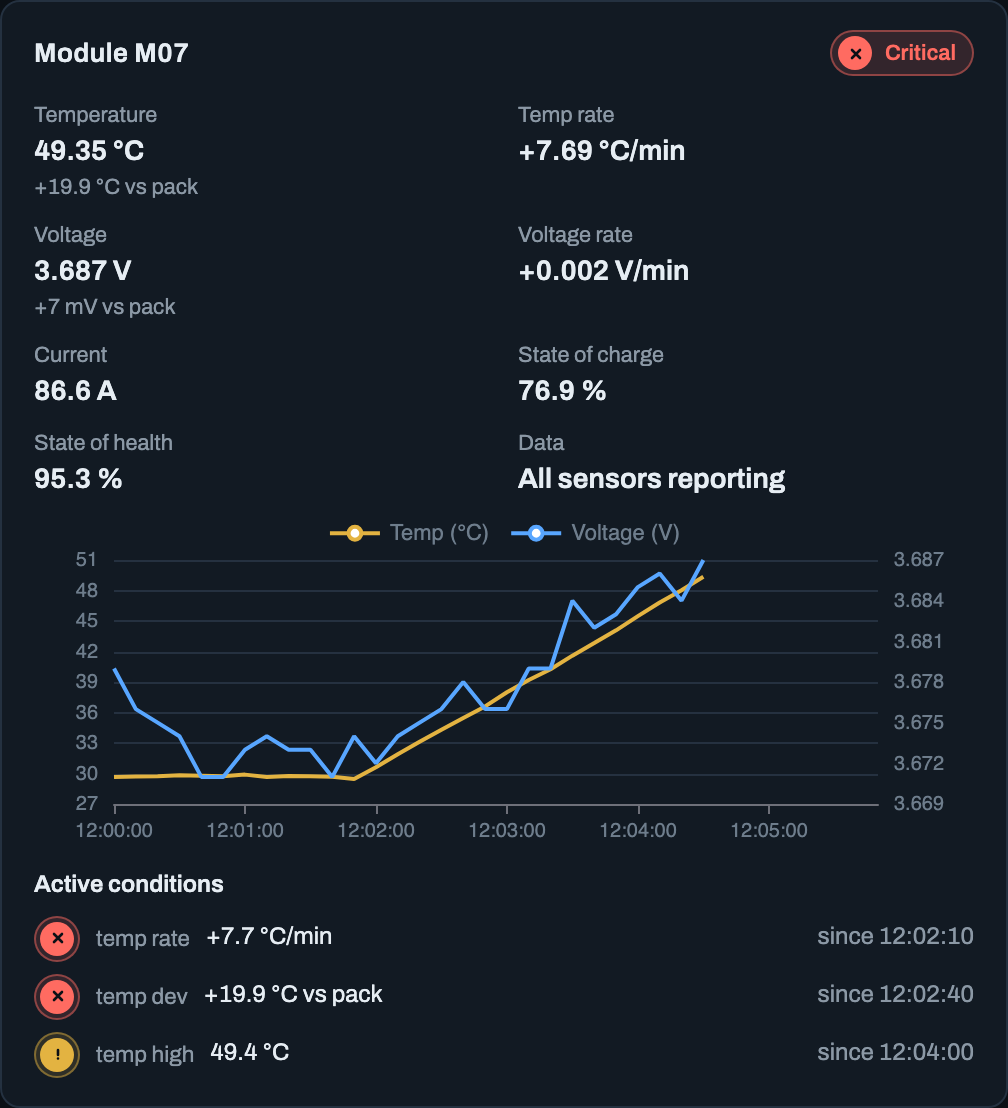 Module M07
Critical
Temperature
49.35 °C
+19.9 °C vs pack
Temp rate
+7.69 °C/min
Voltage
3.687 V
+7 mV vs pack
Voltage rate
+0.002 V/min
Current
86.6 A
State of charge
76.9 %
State of health
95.3 %
Data
All sensors reporting
Temp (°C) Voltage (V)
51 3.687
48
3.684
45
42 3.681
39 3.678
36 3.675
33
30 3.672
27 3.669
12:00:00 12:01:00 12:02:00 12:03:00 12:04:00 12:05:00
Active conditions
temp rate +7.7 °C/min since 12:02:10
temp dev +19.9 °C vs pack since 12:02:40
! temp high 49.4 °C since 12:04:00